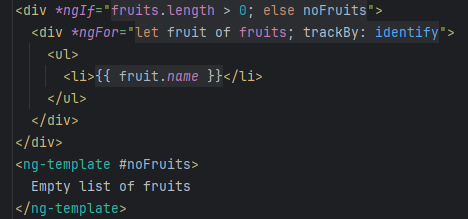 <div *ngIf="fruits.length > 0; else noFruits">
  <div *ngFor="let fruit of fruits; trackBy: identify">
    <ul>
      <li>{{ fruit.name }}</li>
    </ul>
  </div>
</div>
<ng-template #noFruits>
  Empty list of fruits
</ng-template>